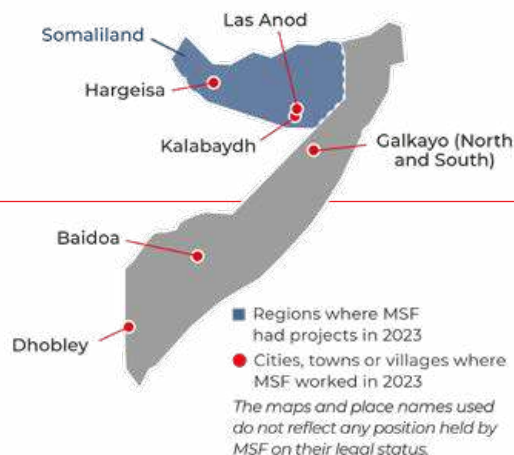 Las Anod
Somaliland
Hargeisa
Kalabaydh
Galkayo (North
and South)
Baidoa
Dhobley
Regions where MSF
had projects in 2023
Cities, towns or villages where
MSF worked in 2023
The maps and place names used
do not reflect any position held by
MSF on their legal status.